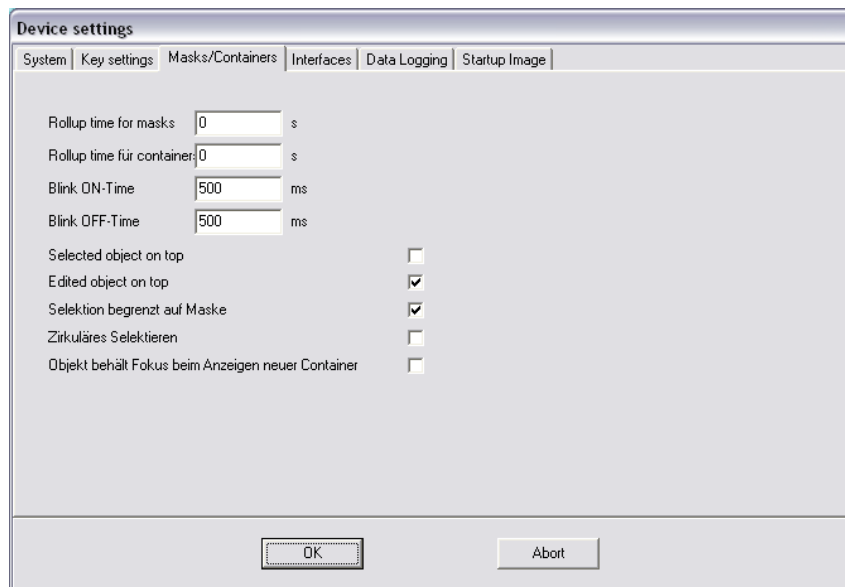 Device settings
System Key settings Masks/Containers Interfaces Data Logging Startup Image
Rollup time for masks 0 s
Rollup time für container: 0 s
Blink ON-Time 500 ms
Blink OFF-Time 500 ms
Selected object on top
Edited object on top
Selektion begrenzt auf Maske
Zirkuläres Selektieren
Objekt behält Fokus beim Anzeigen neuer Container
OK Abort